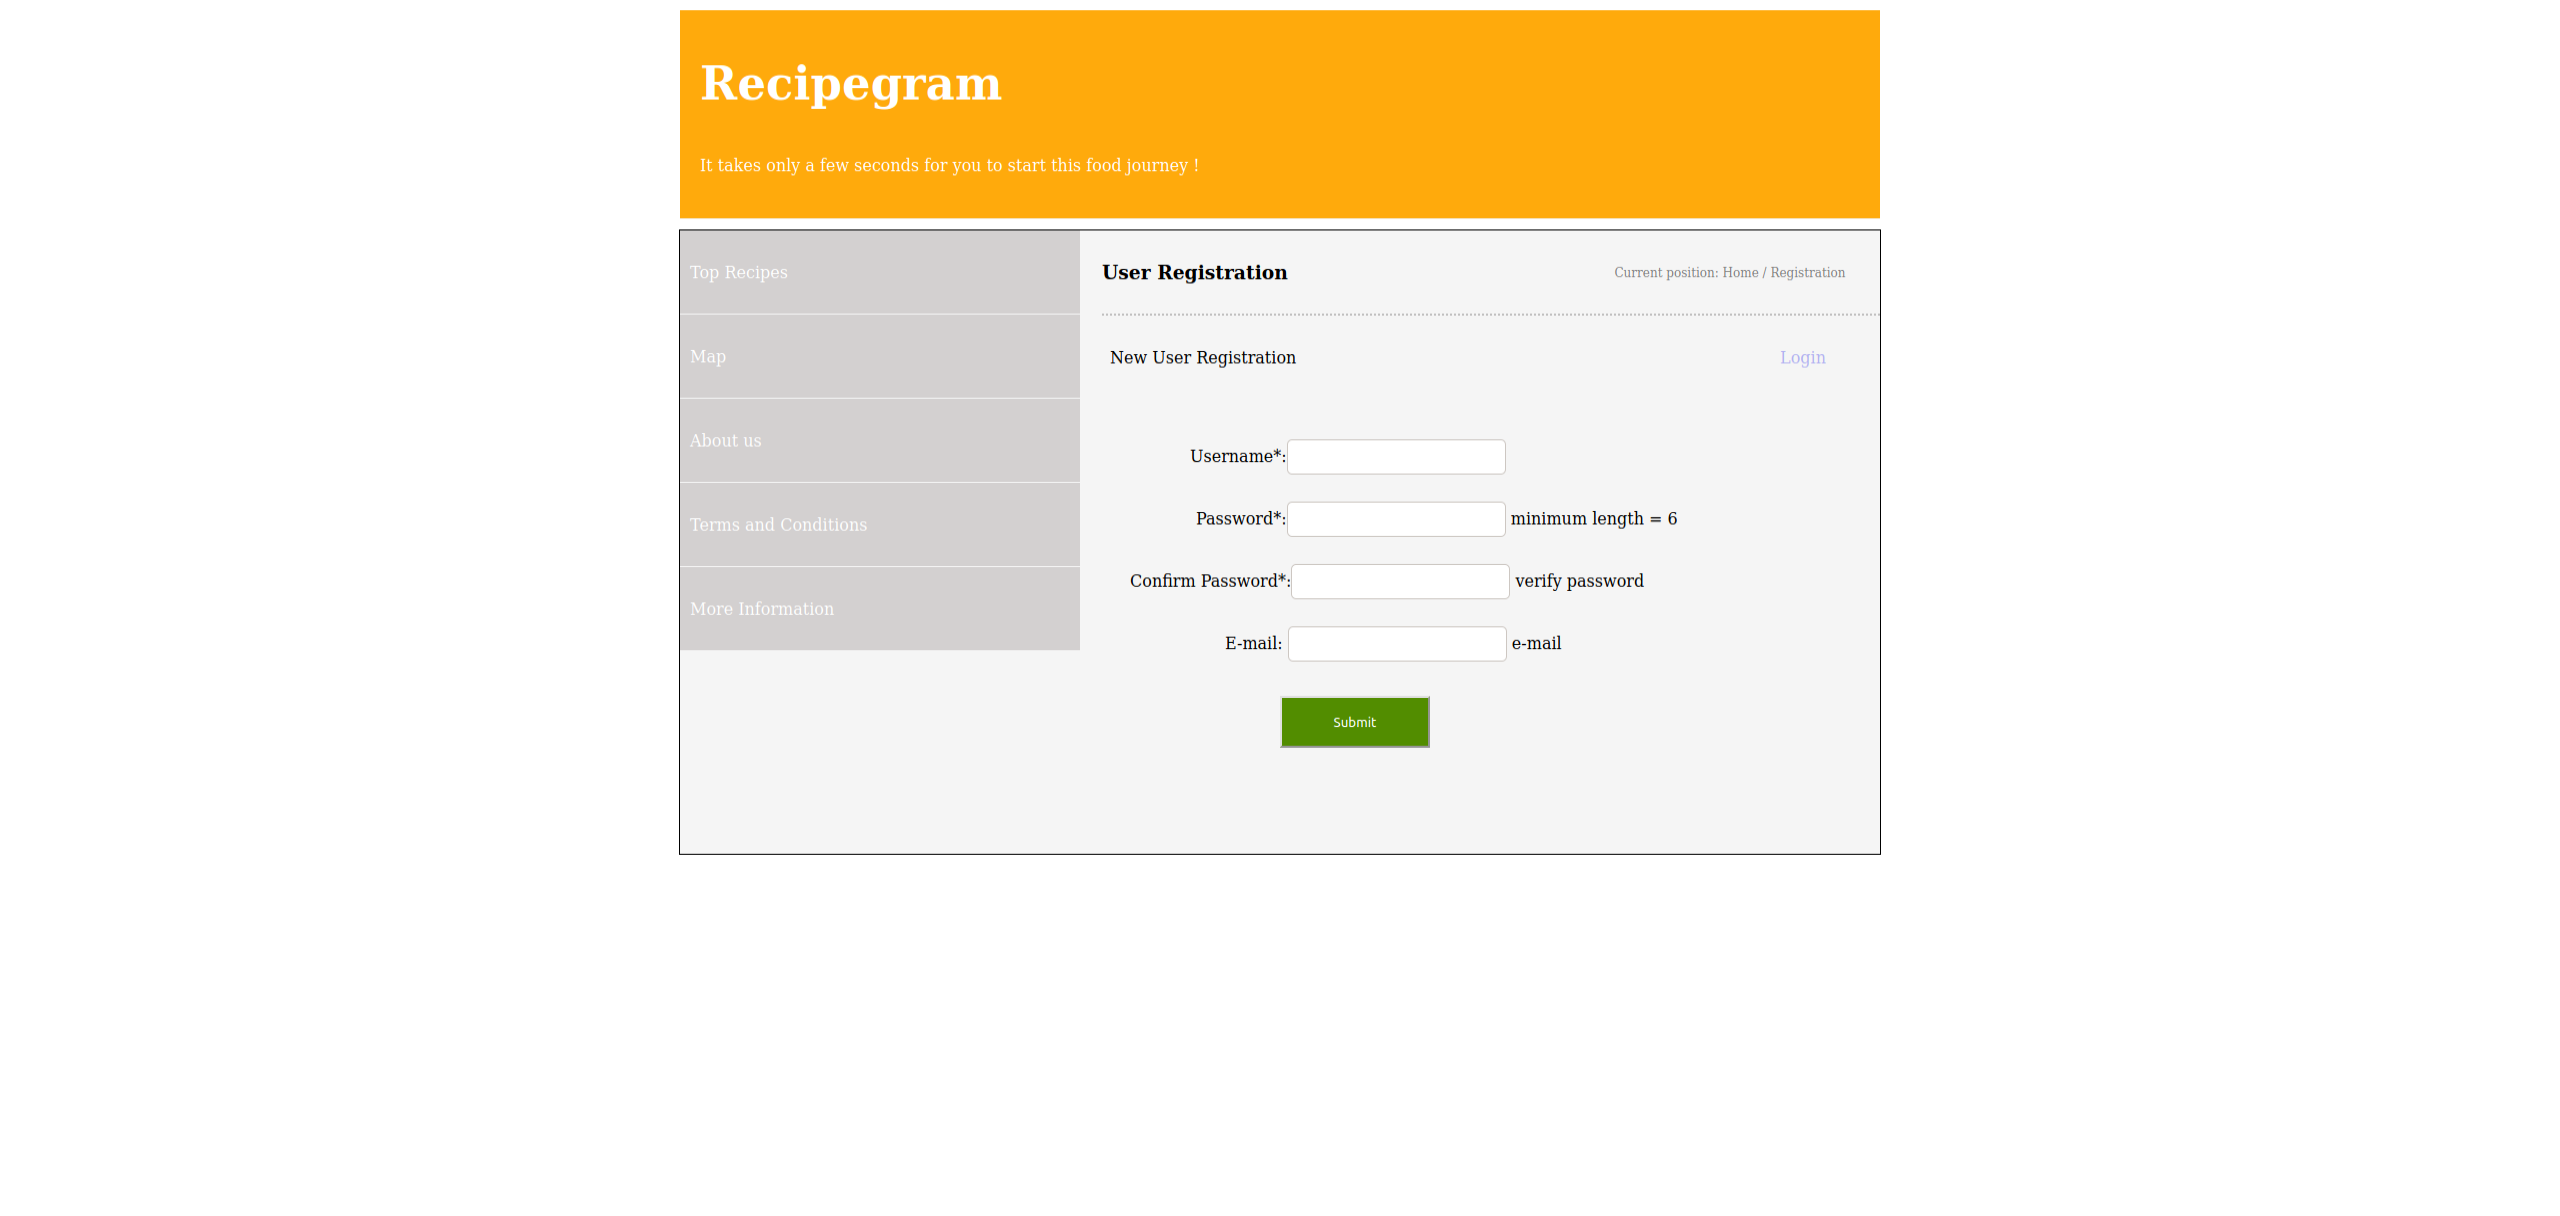 Recipegram
It takes only a few seconds for you to start this food journey !
Top Recipes
Map
About us
Terms and Conditions
More Information
User Registration
Current position: Home / Registration
New User Registration
Login
Username*:
Password*: minimum length = 6
Confirm Password*: verify password
E-mail: e-mail
Submit